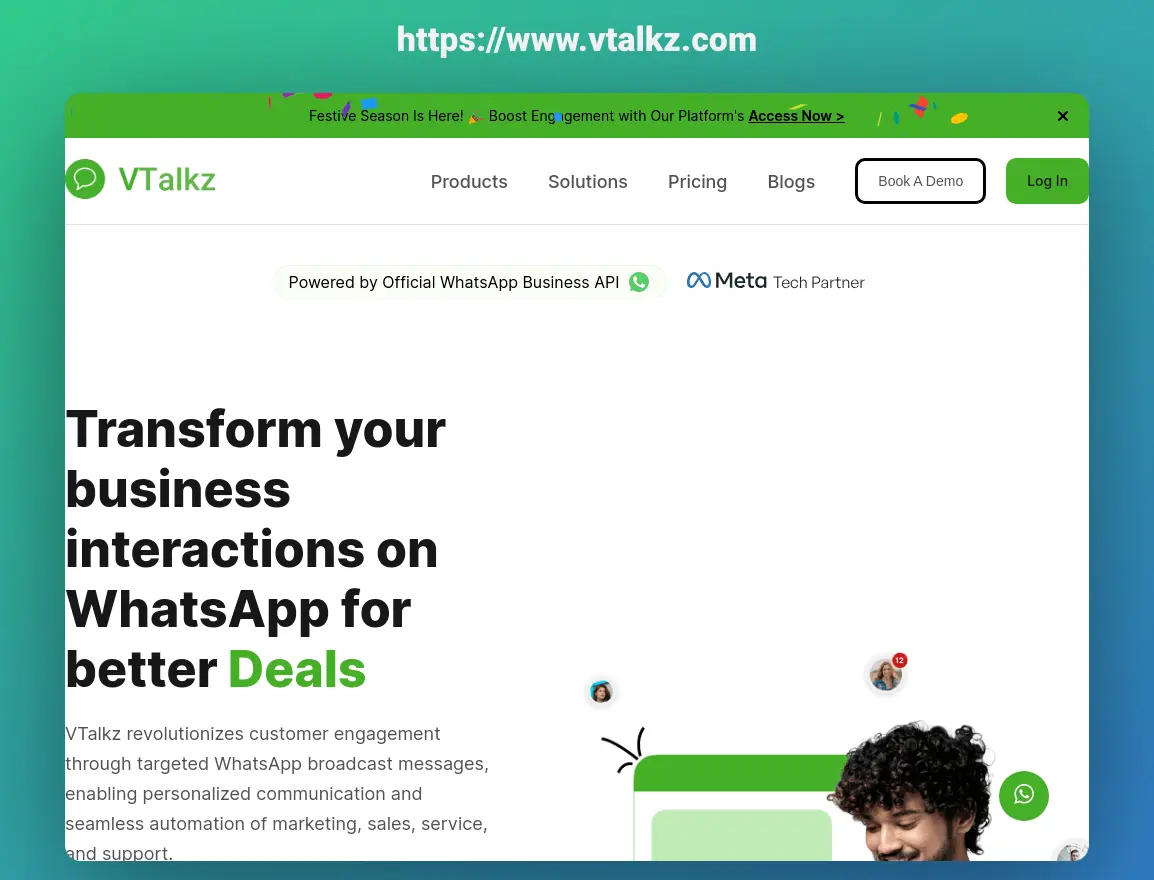 https://www.vtalkz.com
Festive Season Is Here! 🎉 Boost Engagement with Our Platform's Access Now >
✕
VTalkz
Products
Solutions
Pricing
Blogs
Book A Demo
Log In
Powered by Official WhatsApp Business API
Meta Tech Partner
Transform your
business
interactions on
WhatsApp for
better Deals
12
VTalkz revolutionizes customer engagement
through targeted WhatsApp broadcast messages,
enabling personalized communication and
seamless automation of marketing, sales, service,
and support.